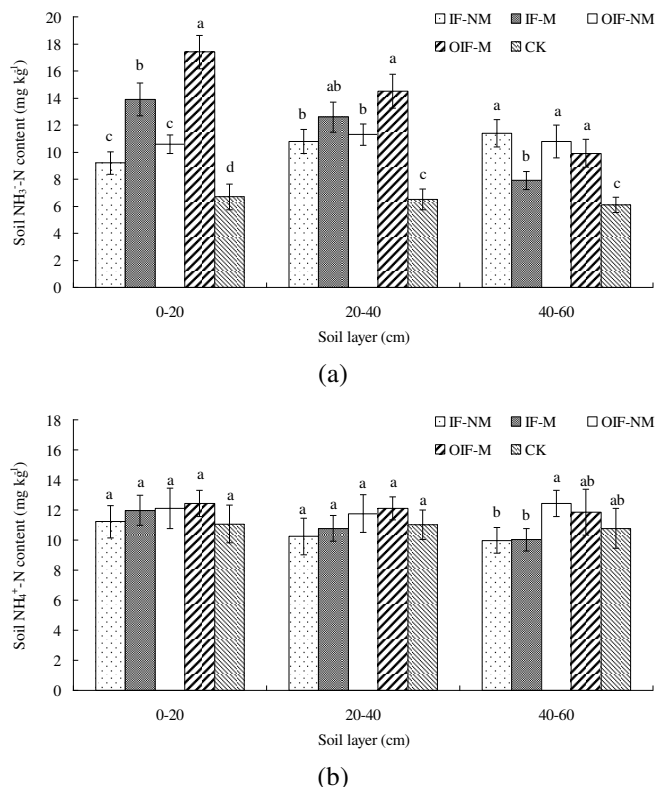 20
18
16
14
12
10
8
6
4
2
0
Soil NH₃⁻-N content (mg kg⁻¹)
IF-NM IF-M OIF-NM
OIF-M CK
c b c a d
b ab b a c
a b a a c
0-20 20-40 40-60
Soil layer (cm)
(a)
18
16
14
12
10
8
6
4
2
0
Soil NH₄⁺-N content (mg kg⁻¹)
IF-NM IF-M OIF-NM
OIF-M CK
a a a a a
a a a a a
b b a ab ab
0-20 20-40 40-60
Soil layer (cm)
(b)